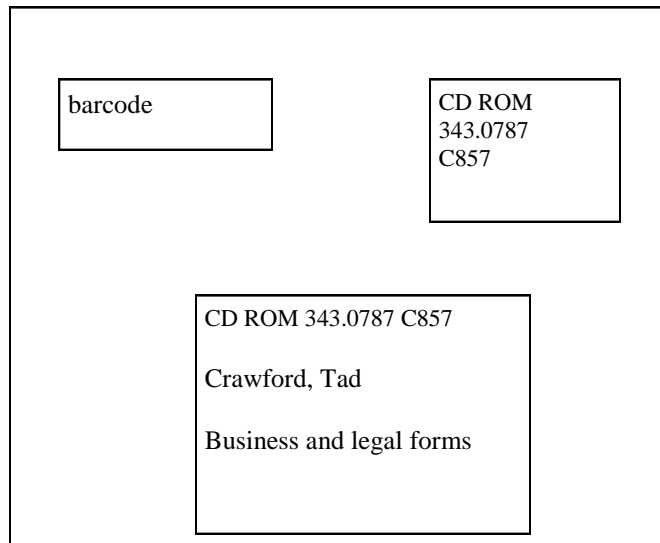 barcode
CD ROM
343.0787
C857
CD ROM 343.0787 C857
Crawford, Tad
Business and legal forms